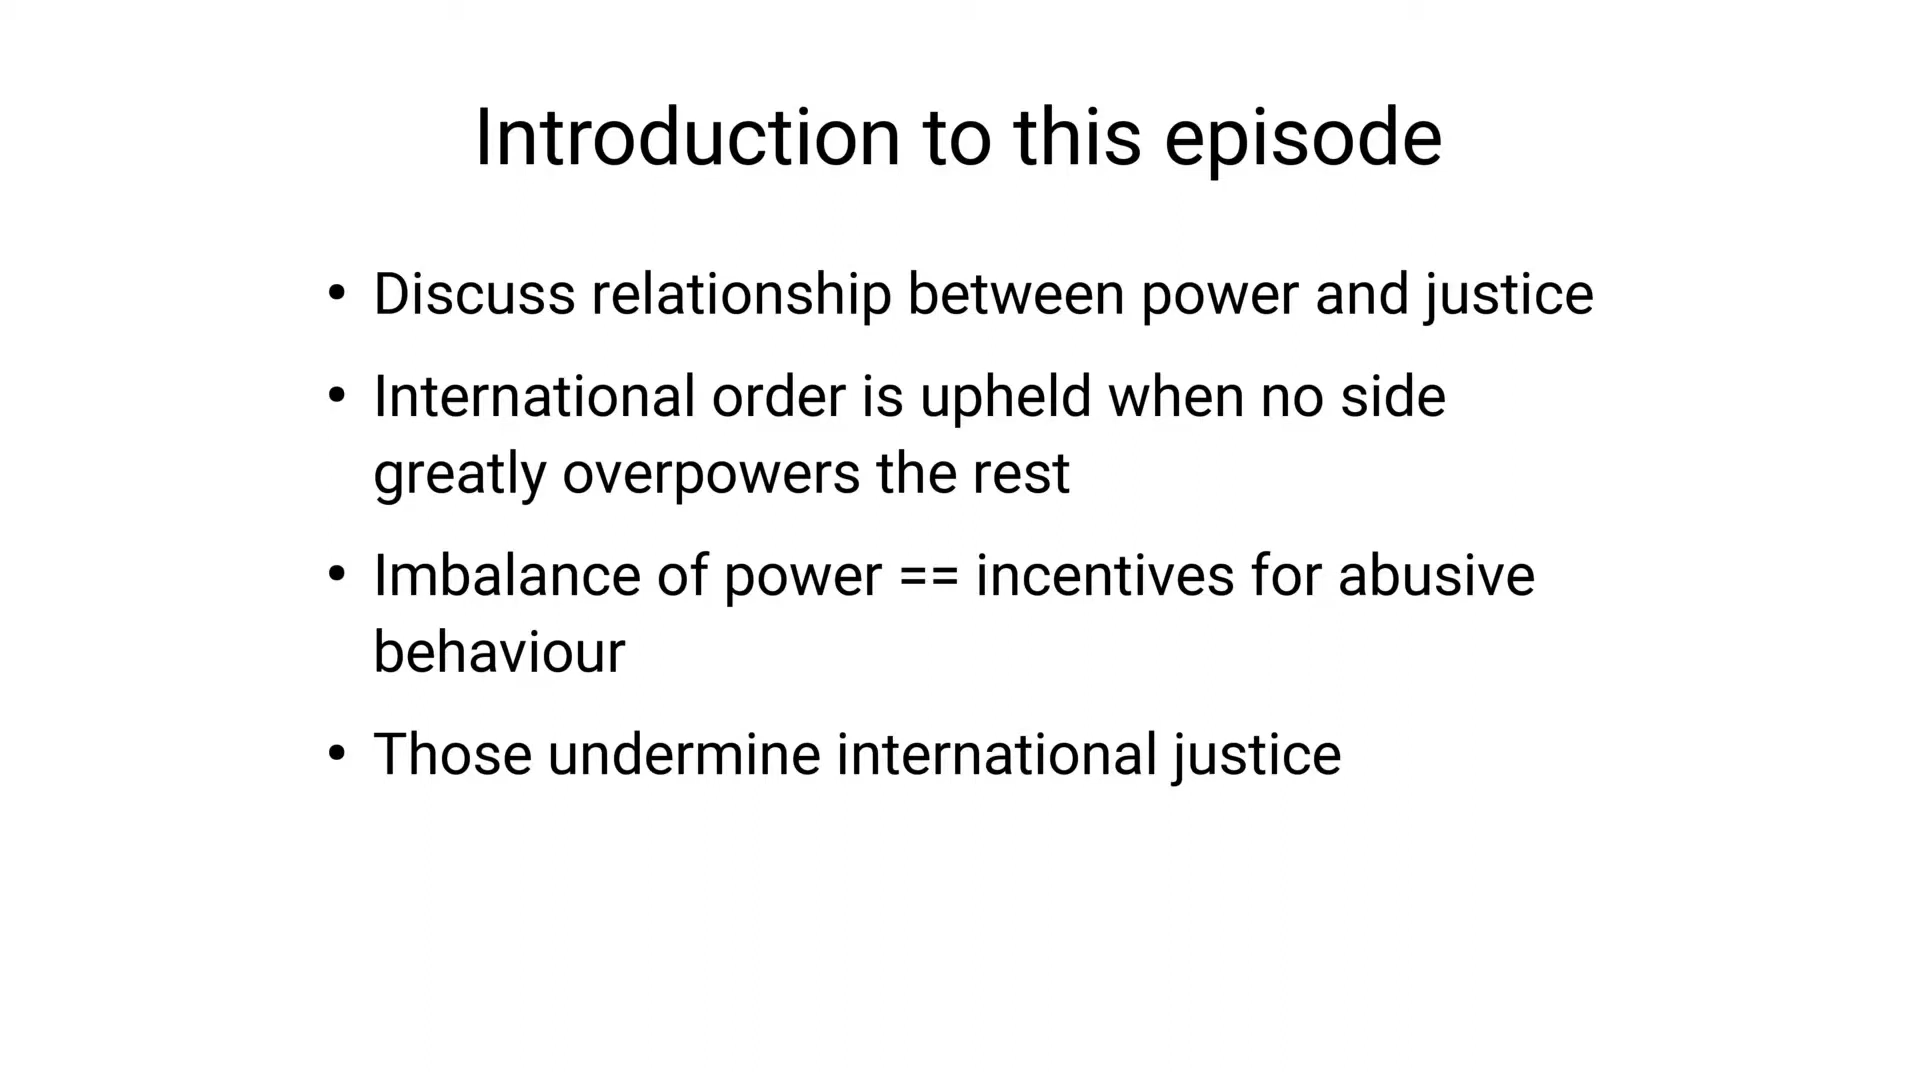 Introduction to this episode
• Discuss relationship between power and justice
• International order is upheld when no side
greatly overpowers the rest
• Imbalance of power == incentives for abusive
behaviour
• Those undermine international justice